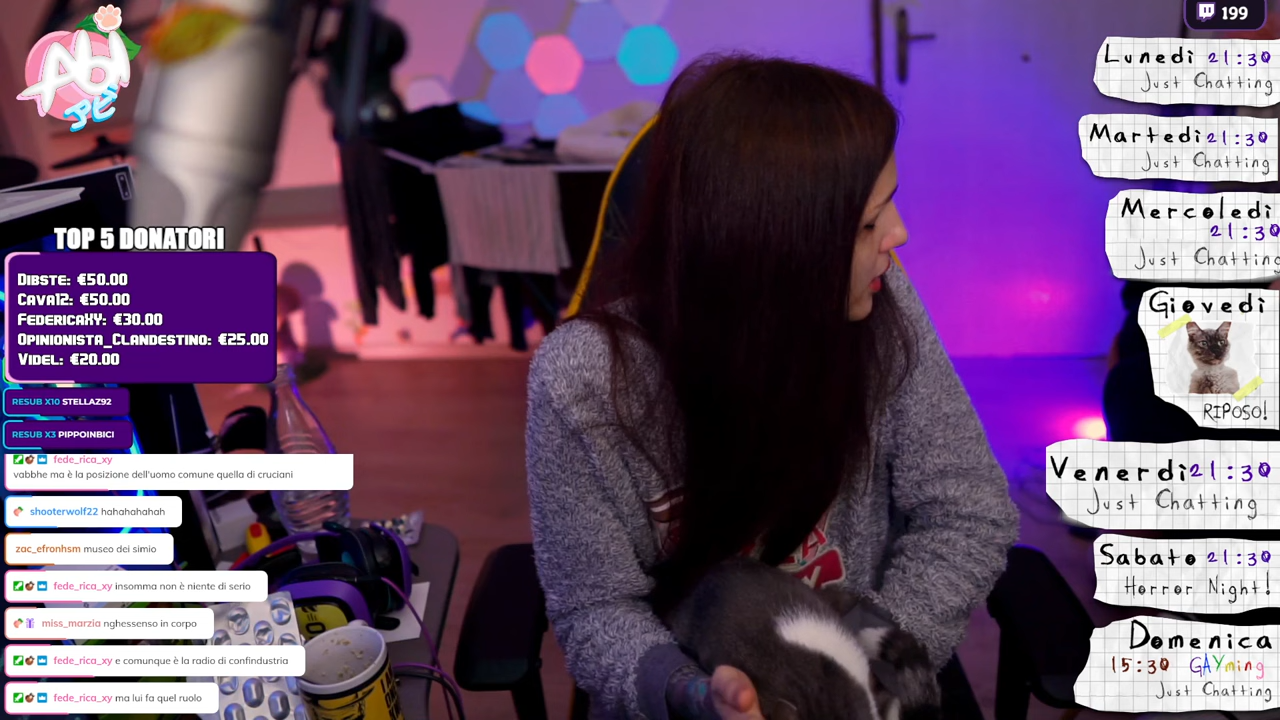 199
Lunedì 21:30
Just Chatting
Martedì 21:30
Just Chatting
Mercoledì
21:30
Just Chatting
Giovedì
RIPOSO!
Venerdì 21:30
Just Chatting
Sabato 21:30
Horror Night!
Domenica
15:30 GAYming
Just Chatting
TOP 5 DONATORI
DIBSTE: €50.00
CAVA12: €50.00
FEDERICAXY: €30.00
OPINIONISTA_CLANDESTINO: €25.00
VIDEL: €20.00
RESUB X10 STELLAZ92
RESUB X3 PIPPOINBICI
fede_rica_xy
vabbhe ma è la posizione dell'uomo comune quella di cruciani
shooterwolf22 hahahahahah
zac_efronhsm museo dei simio
fede_rica_xy insomma non è niente di serio
miss_marzia nghessenso in corpo
fede_rica_xy e comunque è la radio di confindustria
fede_rica_xy ma lui fa quel ruolo